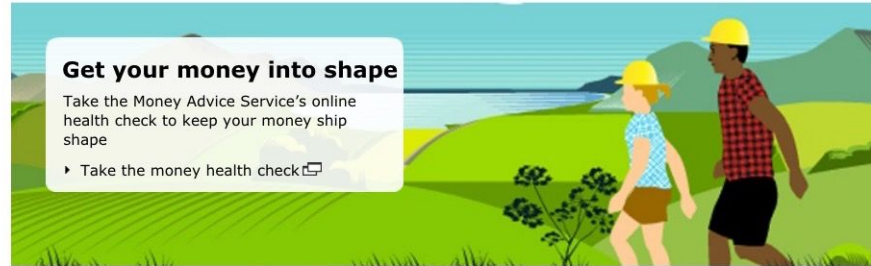 Get your money into shape
Take the Money Advice Service's online
health check to keep your money ship
shape
Take the money health check